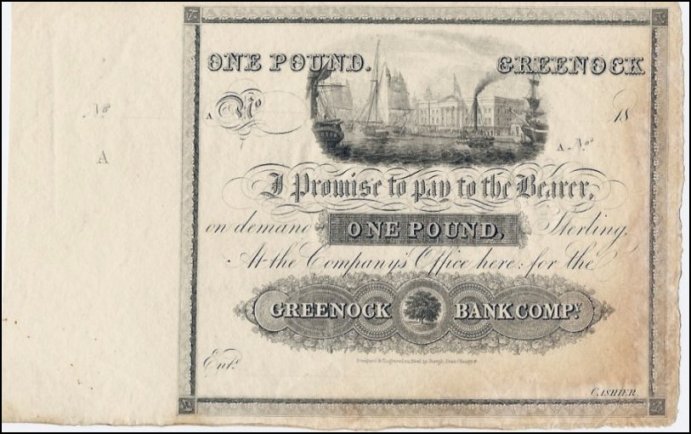 ONE POUND. GREENOCK
No
A
No
18
A
A No
I Promise to pay to the Bearer,
on demand ONE POUND, Sterling.
At the Company's Office here: for the
GREENOCK BANK COMPY.
Entd.
CASHIER.